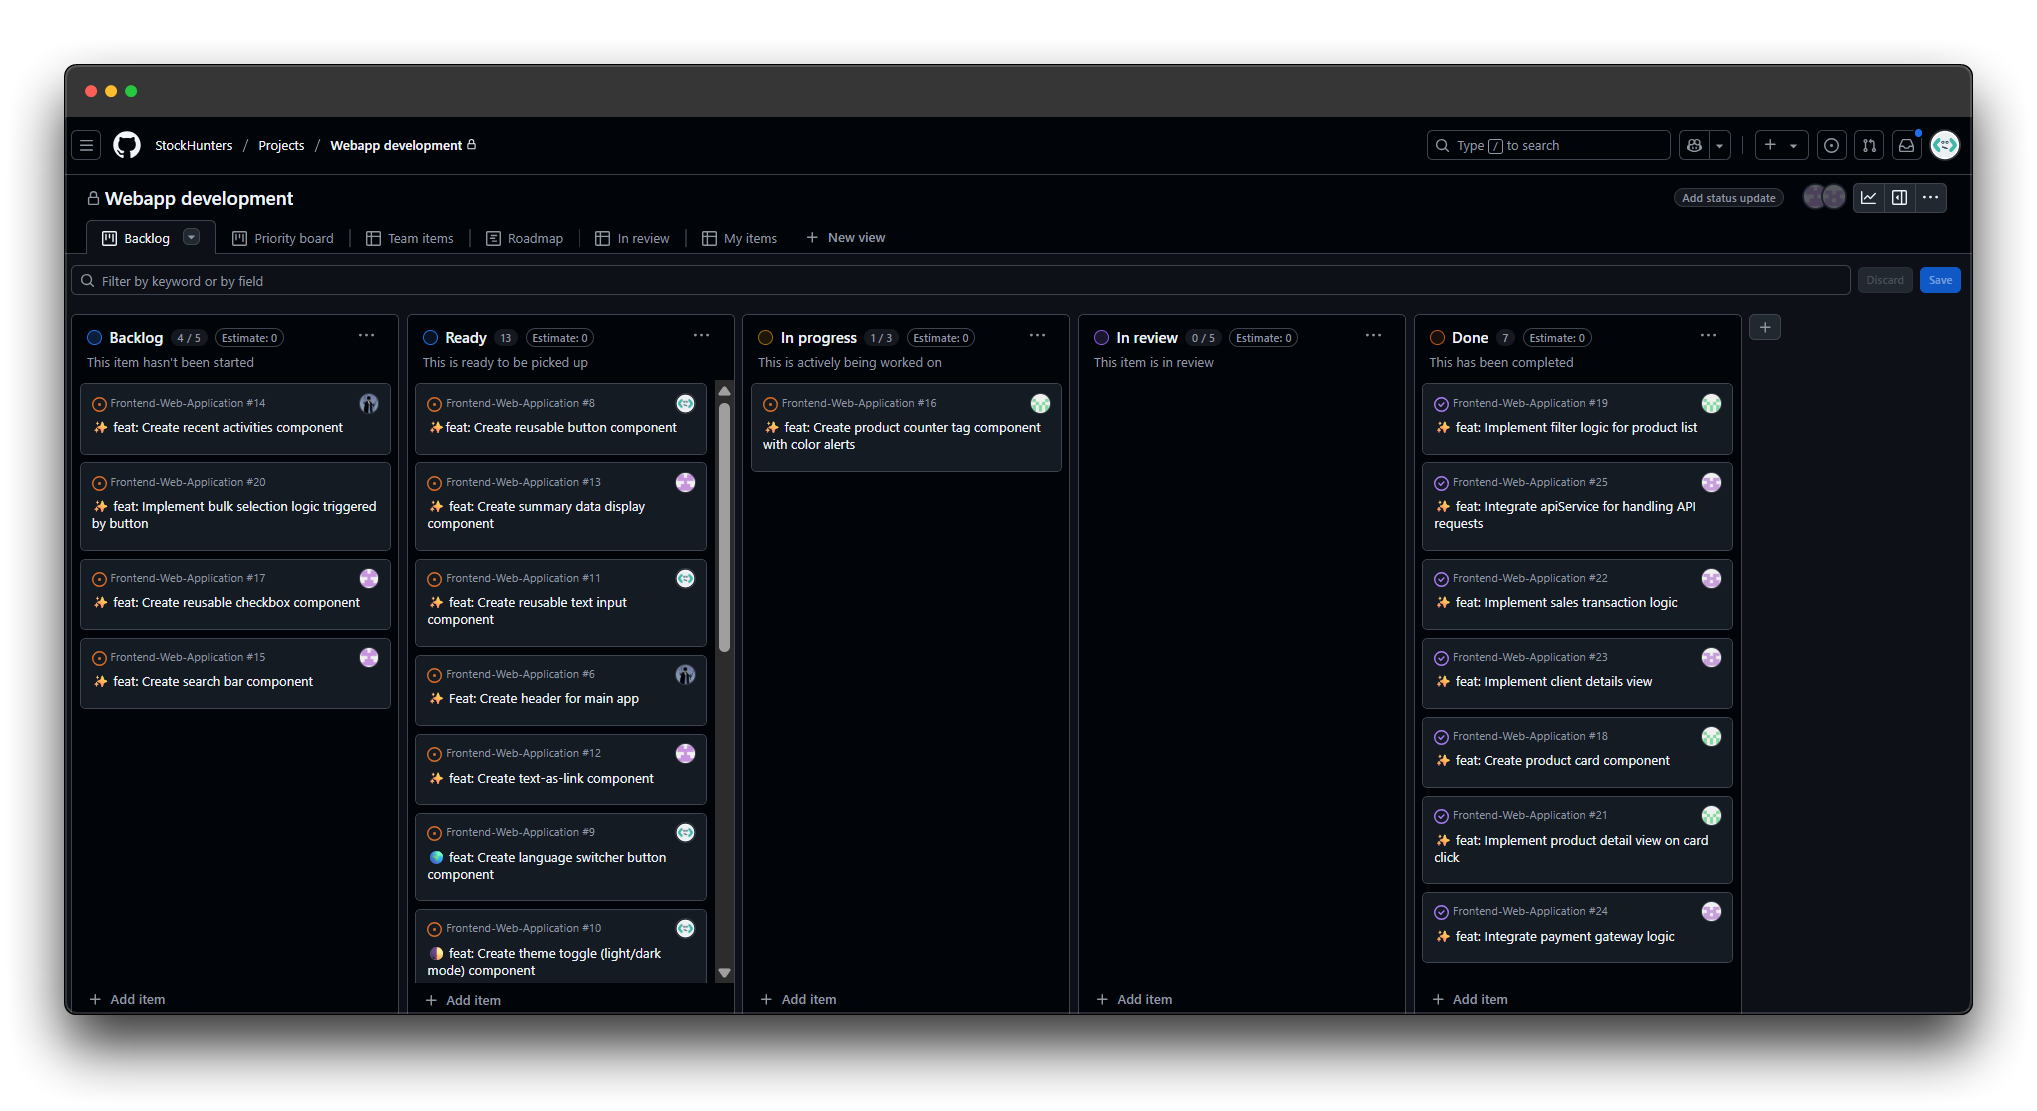 StockHunters / Projects / Webapp development
Type / to search
Webapp development
Add status update
Backlog
Priority board
Team items
Roadmap
In review
My items
+ New view
Filter by keyword or by field
Discard
Save
Backlog 4 / 5 Estimate: 0
This item hasn't been started
Frontend-Web-Application #14
✨ feat: Create recent activities component
Frontend-Web-Application #20
✨ feat: Implement bulk selection logic triggered
by button
Frontend-Web-Application #17
✨ feat: Create reusable checkbox component
Frontend-Web-Application #15
✨ feat: Create search bar component
+ Add item
Ready 13 Estimate: 0
This is ready to be picked up
Frontend-Web-Application #8
✨feat: Create reusable button component
Frontend-Web-Application #13
✨ feat: Create summary data display
component
Frontend-Web-Application #11
✨ feat: Create reusable text input
component
Frontend-Web-Application #6
✨ Feat: Create header for main app
Frontend-Web-Application #12
✨ feat: Create text-as-link component
Frontend-Web-Application #9
🌍 feat: Create language switcher button
component
Frontend-Web-Application #10
🌓 feat: Create theme toggle (light/dark
mode) component
+ Add item
In progress 1 / 3 Estimate: 0
This is actively being worked on
Frontend-Web-Application #16
✨ feat: Create product counter tag component
with color alerts
+ Add item
In review 0 / 5 Estimate: 0
This item is in review
+ Add item
Done 7 Estimate: 0
This has been completed
Frontend-Web-Application #19
✨ feat: Implement filter logic for product list
Frontend-Web-Application #25
✨ feat: Integrate apiService for handling API
requests
Frontend-Web-Application #22
✨ feat: Implement sales transaction logic
Frontend-Web-Application #23
✨ feat: Implement client details view
Frontend-Web-Application #18
✨ feat: Create product card component
Frontend-Web-Application #21
✨ feat: Implement product detail view on card
click
Frontend-Web-Application #24
✨ feat: Integrate payment gateway logic
+ Add item